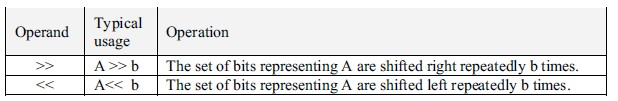 Operand Typical usage Operation
>> A >> b The set of bits representing A are shifted right repeatedly b times.
<< A<< b The set of bits representing A are shifted left repeatedly b times.